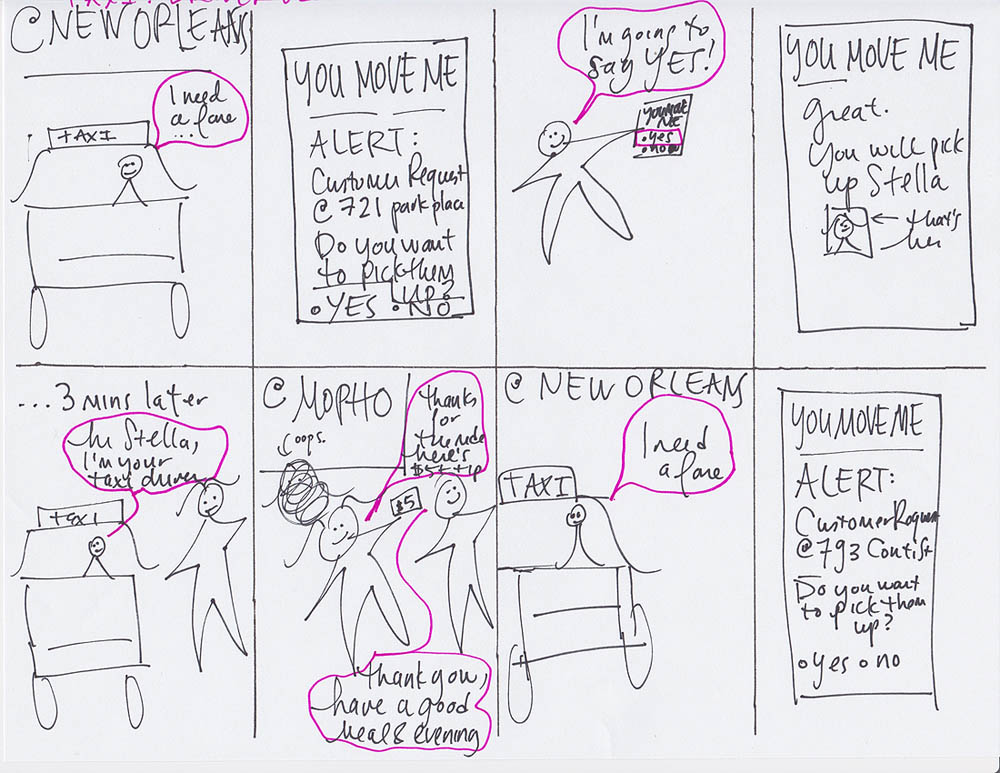 @NEW ORLEANS
I need
a fare
...
TAXI
YOU MOVE ME
ALERT:
Customer Request
@ 721 park place
Do you want
to pick them
up?
YES NO
I'm going to
say YES!
YOU MOVE
ME
yes
no
YOU MOVE ME
great.
You will pick
up Stella
that's
her
...3 mins later
hi Stella,
I'm your
taxi driver
taxi
@MOPHO
oops.
thanks
for
the ride
here's
$5 + tip
$5
thank you,
have a good
meal & evening
@ NEW ORLEANS
I need
a fare
TAXI
YOU MOVE ME
ALERT:
Customer Request
@ 793 Conti St
Do you want
to pick them
up?
yes no